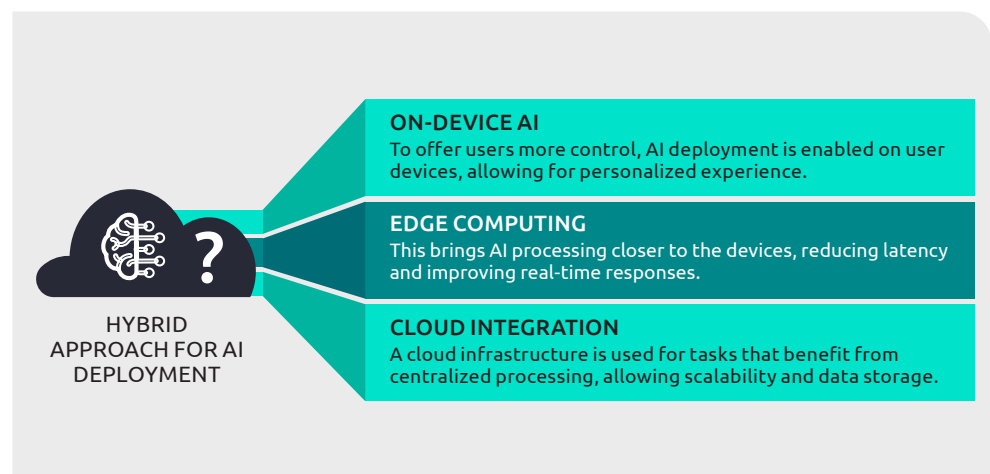 ON-DEVICE AI
To offer users more control, AI deployment is enabled on user
devices, allowing for personalized experience.
EDGE COMPUTING
This brings AI processing closer to the devices, reducing latency
and improving real-time responses.
CLOUD INTEGRATION
A cloud infrastructure is used for tasks that benefit from
centralized processing, allowing scalability and data storage.
?
HYBRID
APPROACH FOR AI
DEPLOYMENT